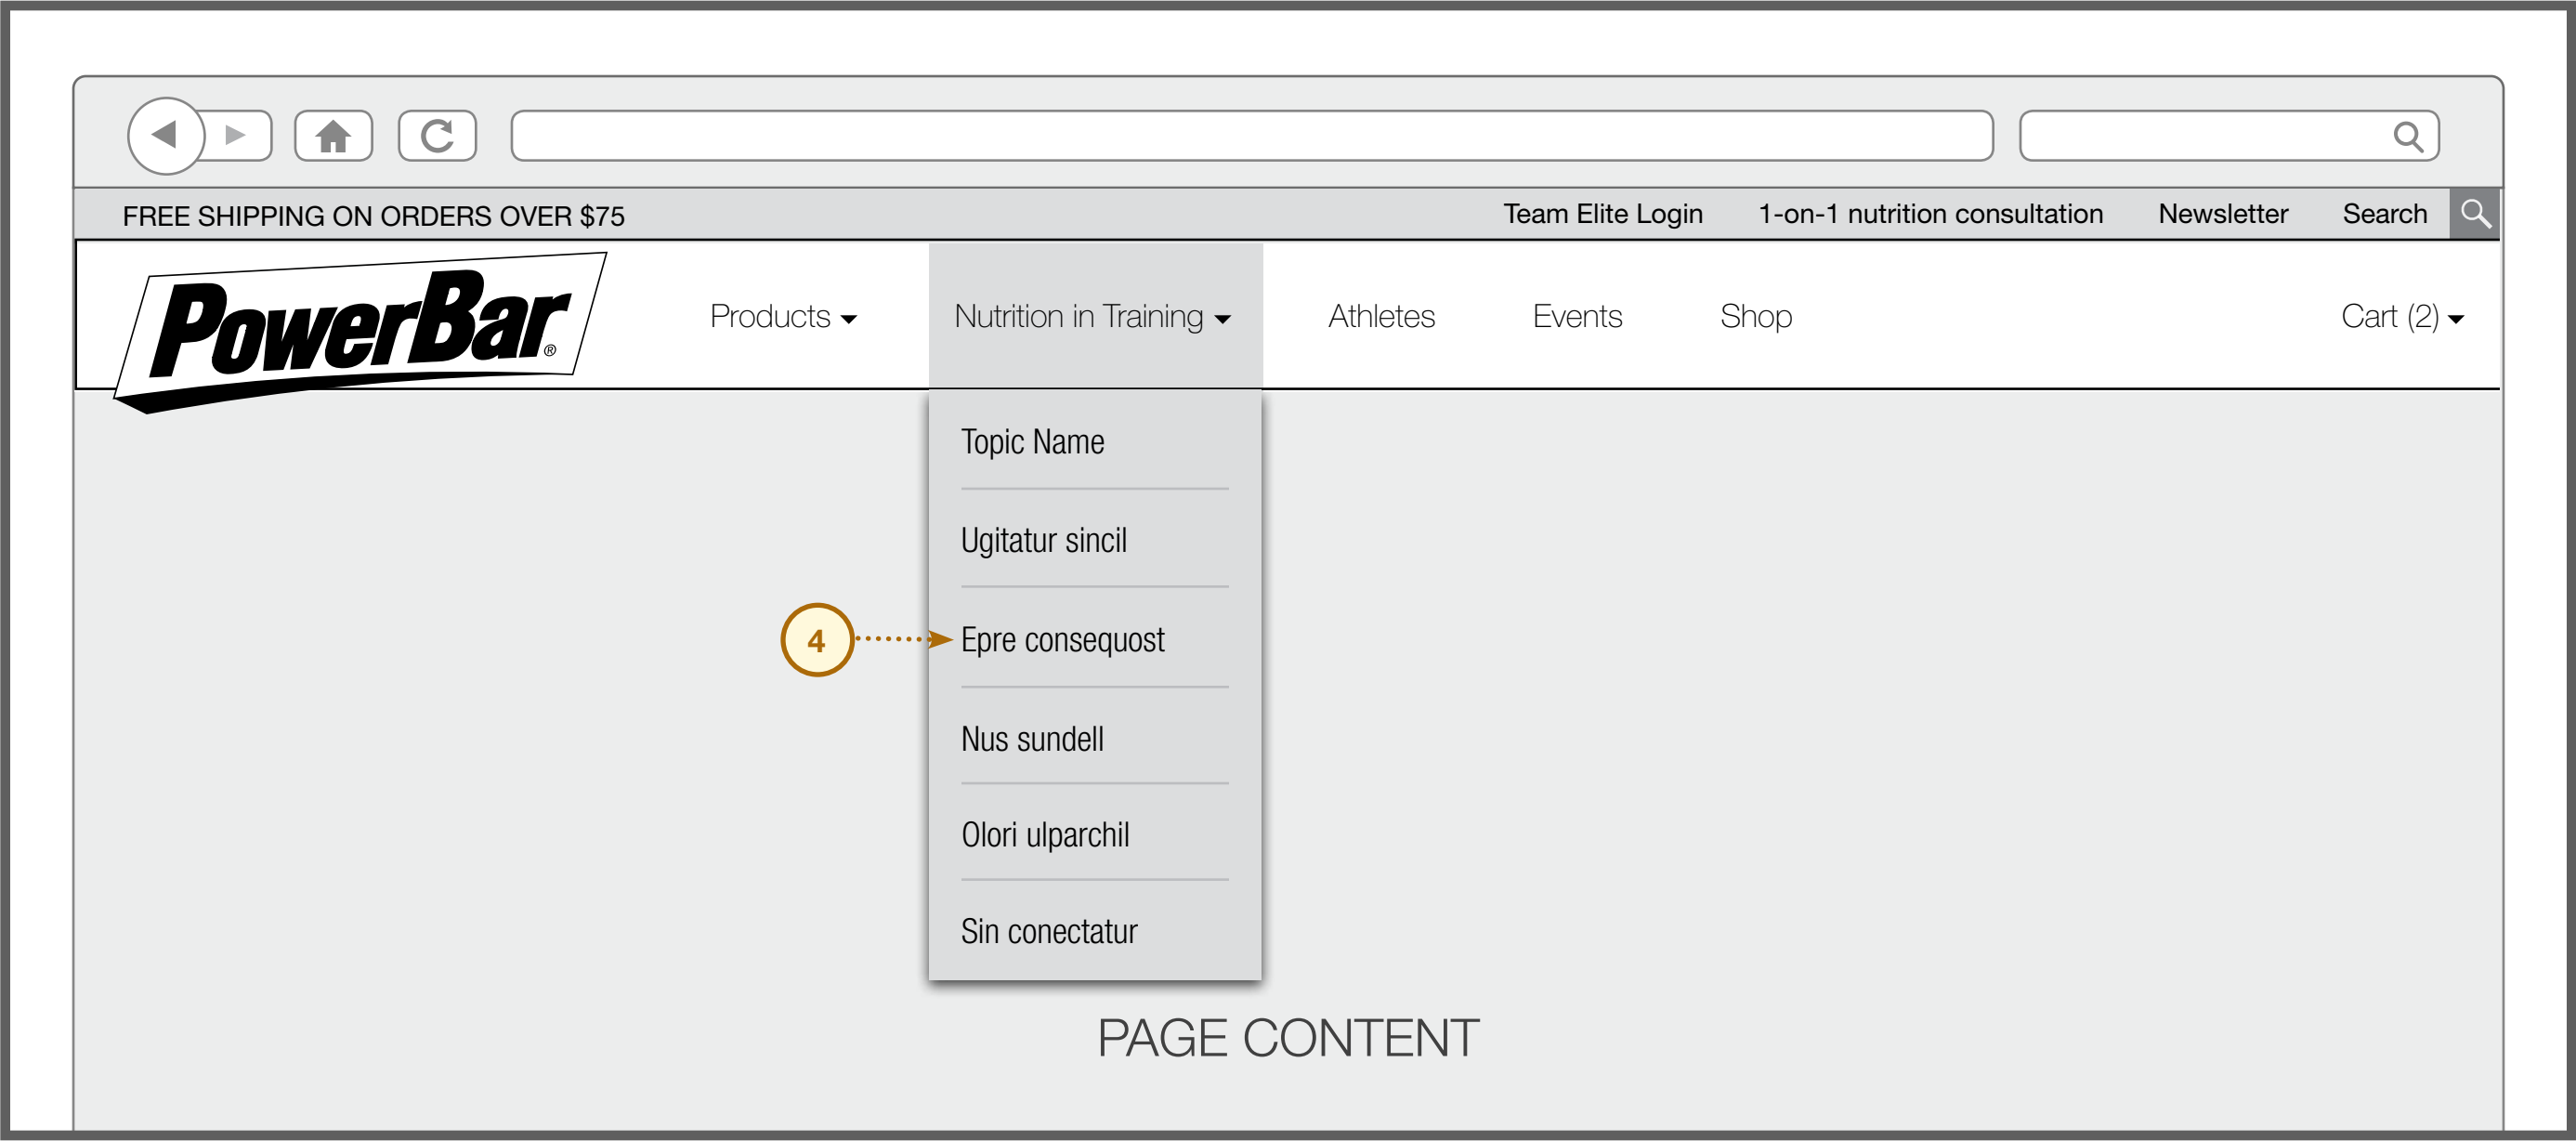 FREE SHIPPING ON ORDERS OVER $75 Team Elite Login 1-on-1 nutrition consultation Newsletter Search
PowerBar® Products Nutrition in Training Athletes Events Shop Cart (2)
Topic Name
Ugitatur sincil
4 Epre consequost
Nus sundell
Olori ulparchil
Sin conectatur
PAGE CONTENT